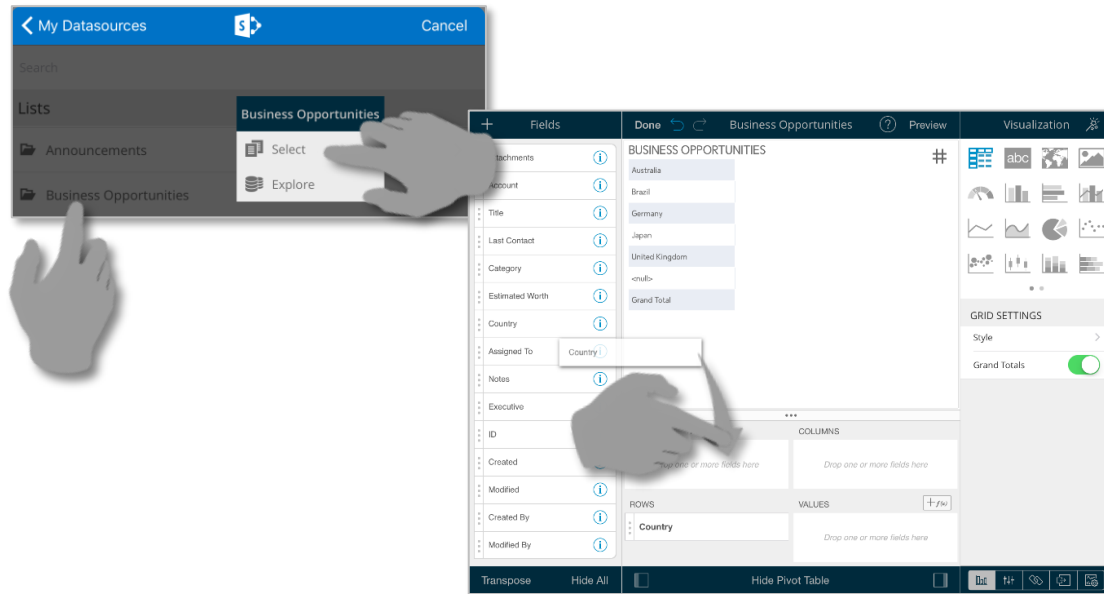 My Datasources
S
Cancel
Search
Lists
Announcements
Business Opportunities
Business Opportunities
Select
Explore
+ Fields
Done
Business Opportunities
?
Preview
Visualization
Attachments
Account
Title
Last Contact
Category
Estimated Worth
Country
Assigned To
Notes
Executive
ID
Created
Modified
Created By
Modified By
Country
BUSINESS OPPORTUNITIES
#
Australia
Brazil
Germany
Japan
United Kingdom
<null>
Grand Total
COLUMNS
Drop one or more fields here
Drop one or more fields here
ROWS
Country
VALUES
+f(x)
Drop one or more fields here
abc
GRID SETTINGS
Style
Grand Totals
Transpose
Hide All
Hide Pivot Table